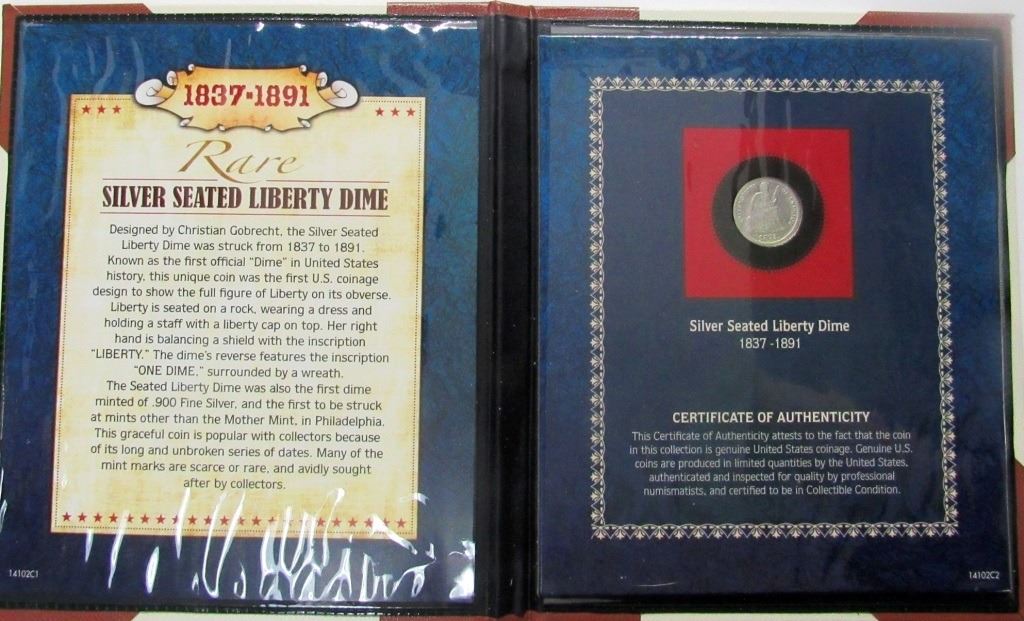 1837-1891
Rare
SILVER SEATED LIBERTY DIME
Designed by Christian Gobrecht, the Silver Seated
Liberty Dime was struck from 1837 to 1891.
Known as the first official "Dime" in United States
history, this unique coin was the first U.S. coinage
design to show the full figure of Liberty on its obverse.
Liberty is seated on a rock, wearing a dress and
holding a staff with a liberty cap on top. Her right
hand is balancing a shield with the inscription
"LIBERTY." The dime's reverse features the inscription
"ONE DIME," surrounded by a wreath.
The Seated Liberty Dime was also the first dime
minted of .900 Fine Silver, and the first to be struck
at mints other than the Mother Mint, in Philadelphia.
This graceful coin is popular with collectors because
of its long and unbroken series of dates. Many of the
mint marks are scarce or rare, and avidly sought
after by collectors.
14102C1
Silver Seated Liberty Dime
1837 -1891
CERTIFICATE OF AUTHENTICITY
This Certificate of Authenticity attests to the fact that the coin
in this collection is genuine United States coinage. Genuine U.S.
coins are produced in limited quantities by the United States,
authenticated and inspected for quality by professional
numismatists, and certified to be in Collectible Condition.
14102C2